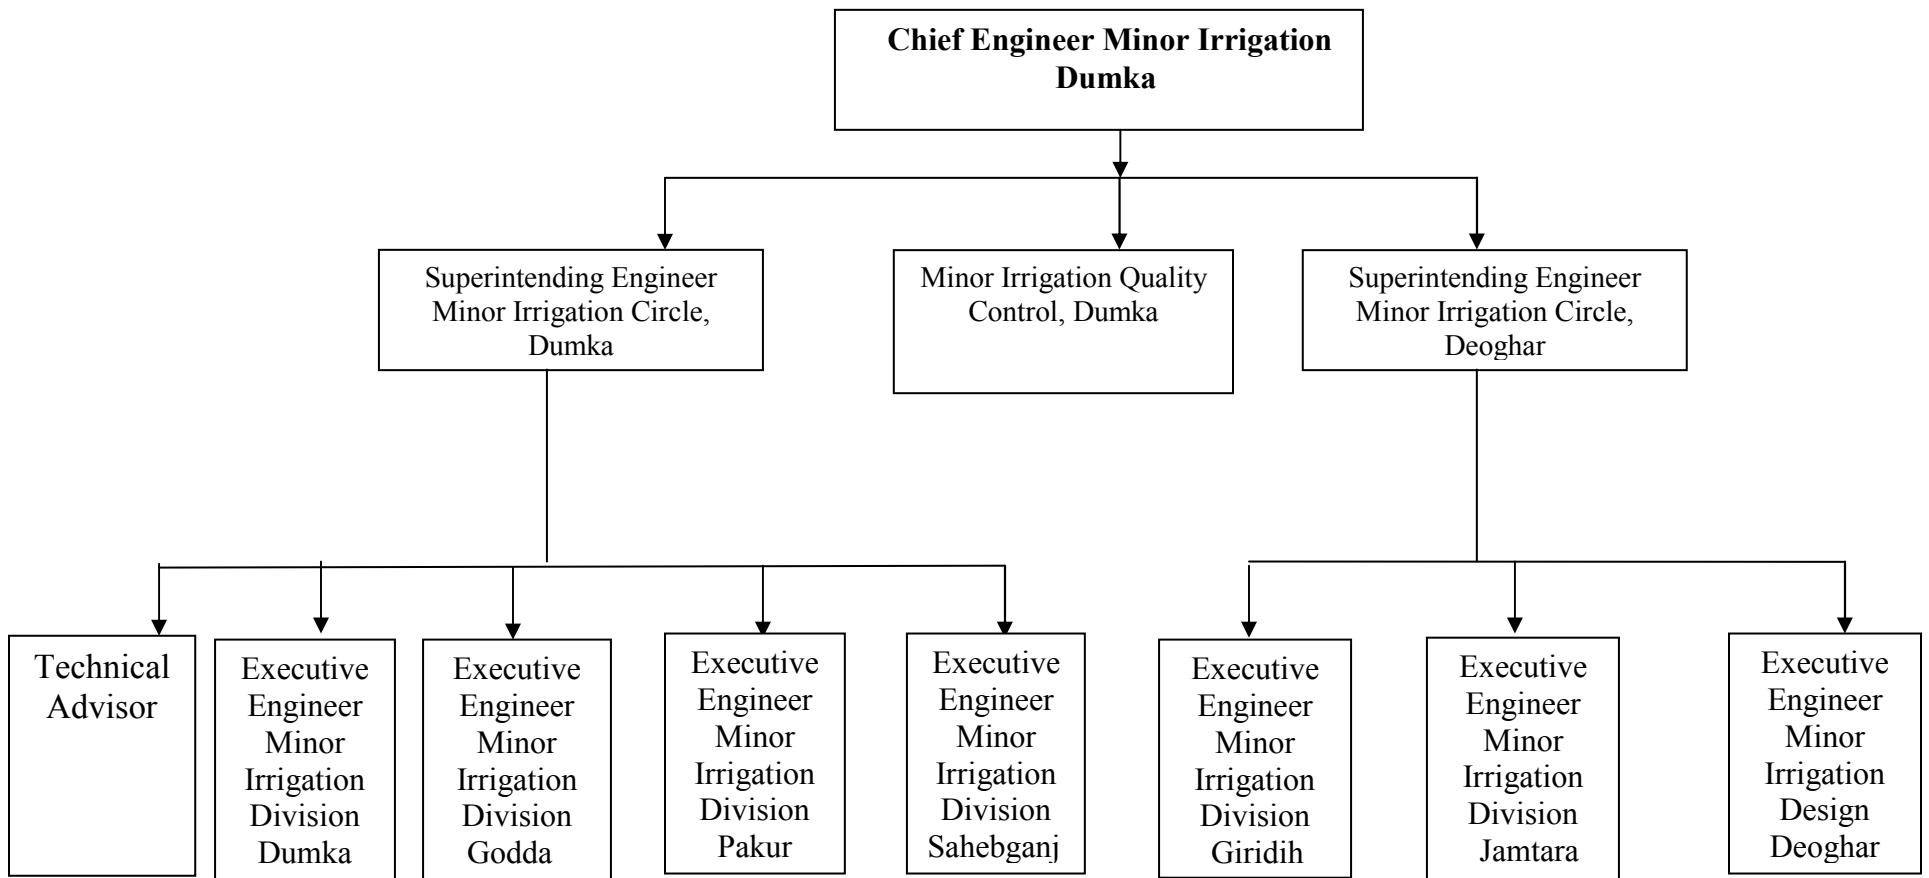 Chief Engineer Minor Irrigation
Dumka
Superintending Engineer
Minor Irrigation Circle,
Dumka
Minor Irrigation Quality
Control, Dumka
Superintending Engineer
Minor Irrigation Circle,
Deoghar
Technical
Advisor
Executive
Engineer
Minor
Irrigation
Division
Dumka
Executive
Engineer
Minor
Irrigation
Division
Godda
Executive
Engineer
Minor
Irrigation
Division
Pakur
Executive
Engineer
Minor
Irrigation
Division
Sahebganj
Executive
Engineer
Minor
Irrigation
Division
Giridih
Executive
Engineer
Minor
Irrigation
Division
Jamtara
Executive
Engineer
Minor
Irrigation
Design
Deoghar